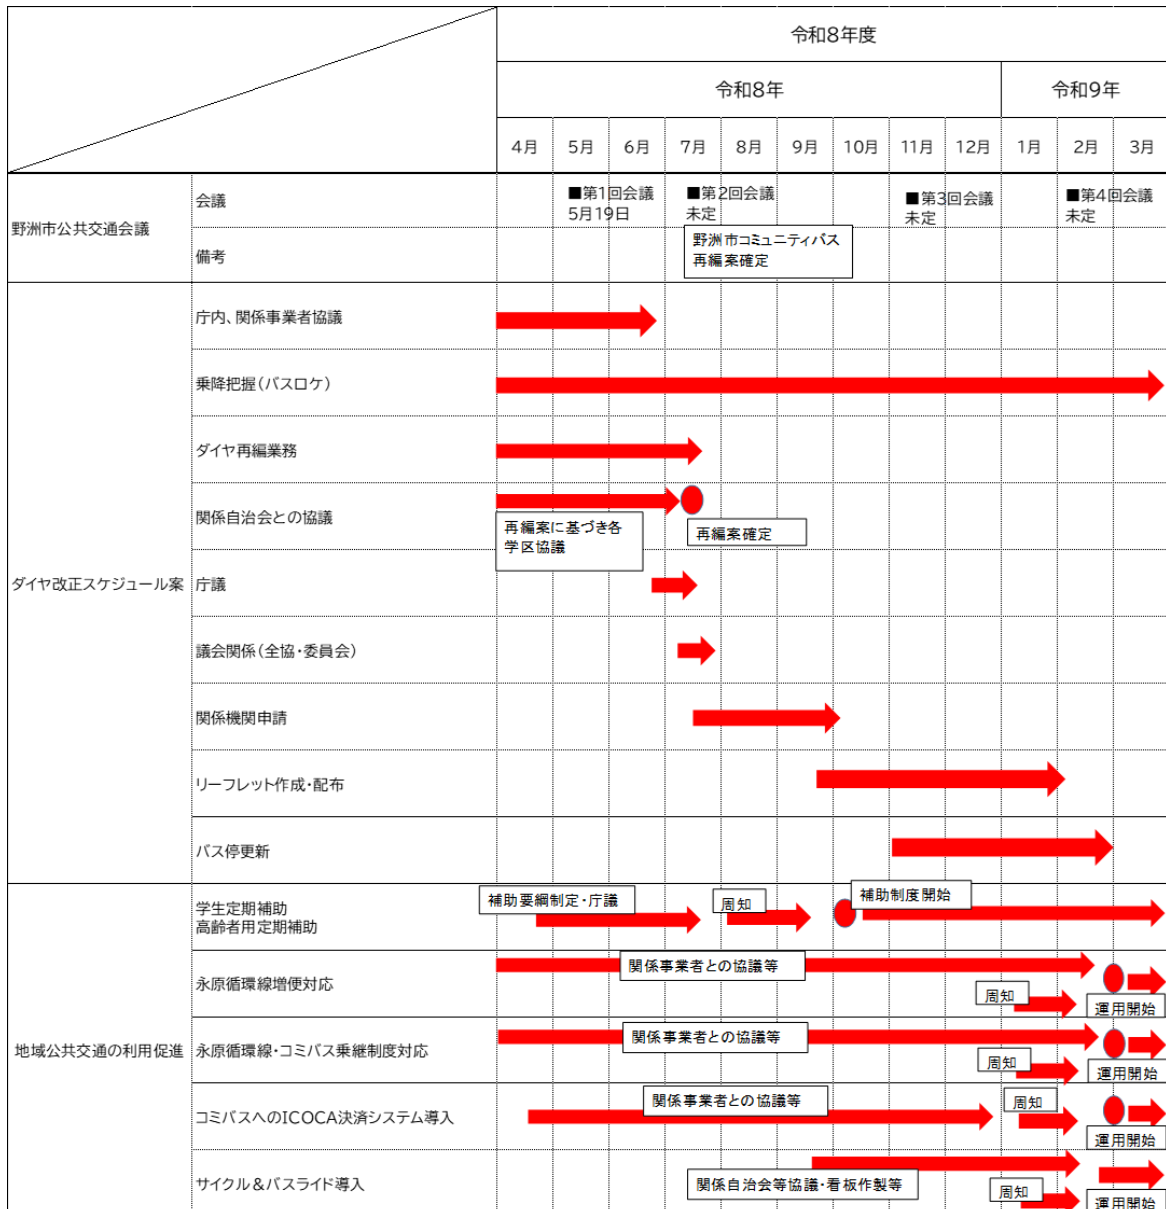 令和8年度
令和8年
令和9年
4月 5月 6月 7月 8月 9月 10月 11月 12月 1月 2月 3月
野洲市公共交通会議
会議
■第1回会議
5月19日
■第2回会議
未定
■第3回会議
未定
■第4回会議
未定
備考
野洲市コミュニティバス
再編案確定
ダイヤ改正スケジュール案
庁内、関係事業者協議
乗降把握(バスロケ)
ダイヤ再編業務
関係自治会との協議
再編案に基づき各
学区協議
再編案確定
庁議
議会関係(全協・委員会)
関係機関申請
リーフレット作成・配布
バス停更新
地域公共交通の利用促進
学生定期補助
高齢者用定期補助
補助要綱制定・庁議
周知
補助制度開始
永原循環線増便対応
関係事業者との協議等
周知
運用開始
永原循環線・コミバス乗継制度対応
関係事業者との協議等
周知
運用開始
コミバスへのICOCA決済システム導入
関係事業者との協議等
周知
運用開始
サイクル&バスライド導入
関係自治会等協議・看板作製等
周知
運用開始